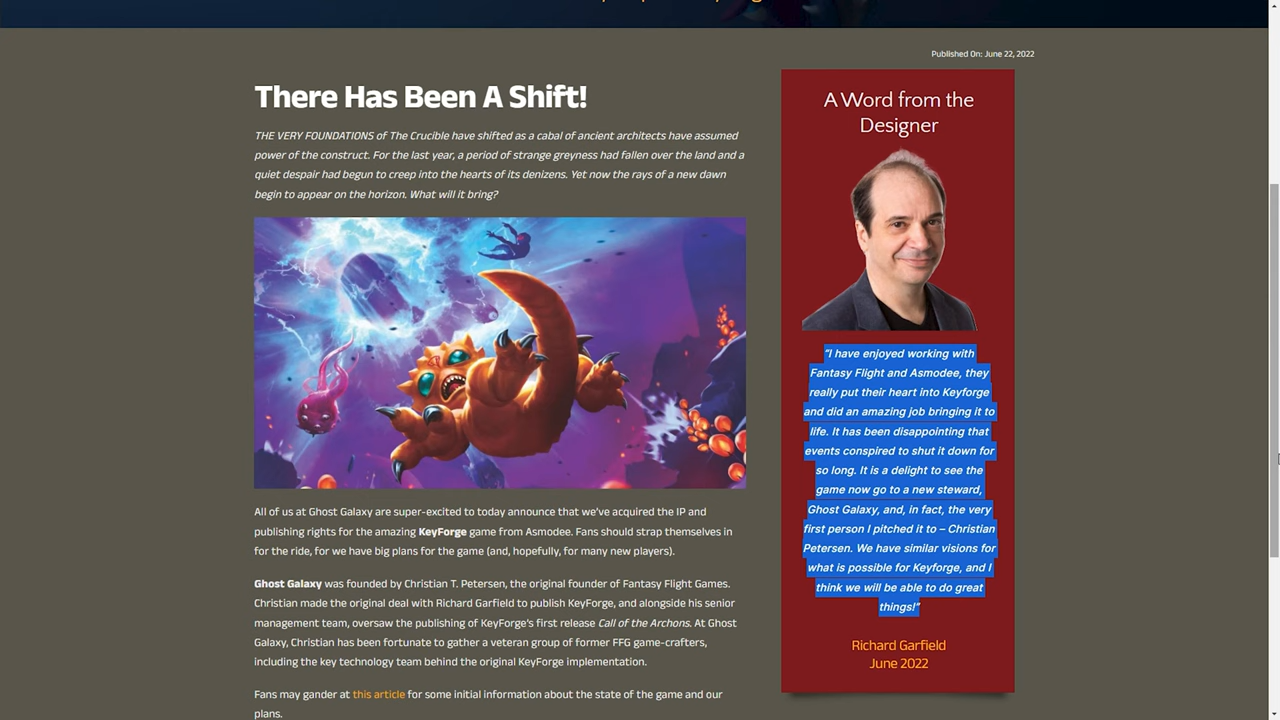 Published On: June 22, 2022
There Has Been A Shift!
THE VERY FOUNDATIONS of The Crucible have shifted as a cabal of ancient architects have assumed
power of the construct. For the last year, a period of strange greyness had fallen over the land and a
quiet despair had begun to creep into the hearts of its denizens. Yet now the rays of a new dawn
begin to appear on the horizon. What will it bring?
All of us at Ghost Galaxy are super-excited to today announce that we’ve acquired the IP and
publishing rights for the amazing KeyForge game from Asmodee. Fans should strap themselves in
for the ride, for we have big plans for the game (and, hopefully, for many new players).
Ghost Galaxy was founded by Christian T. Petersen, the original founder of Fantasy Flight Games.
Christian made the original deal with Richard Garfield to publish KeyForge, and alongside his senior
management team, oversaw the publishing of KeyForge’s first release Call of the Archons. At Ghost
Galaxy, Christian has been fortunate to gather a veteran group of former FFG game-crafters,
including the key technology team behind the original KeyForge implementation.
Fans may gander at this article for some initial information about the state of the game and our
plans.
A Word from the
Designer
“I have enjoyed working with
Fantasy Flight and Asmodee, they
really put their heart into Keyforge
and did an amazing job bringing it to
life. It has been disappointing that
events conspired to shut it down for
so long. It is a delight to see the
game now go to a new steward,
Ghost Galaxy, and, in fact, the very
first person I pitched it to – Christian
Petersen. We have similar visions for
what is possible for Keyforge, and I
think we will be able to do great
things!”
Richard Garfield
June 2022